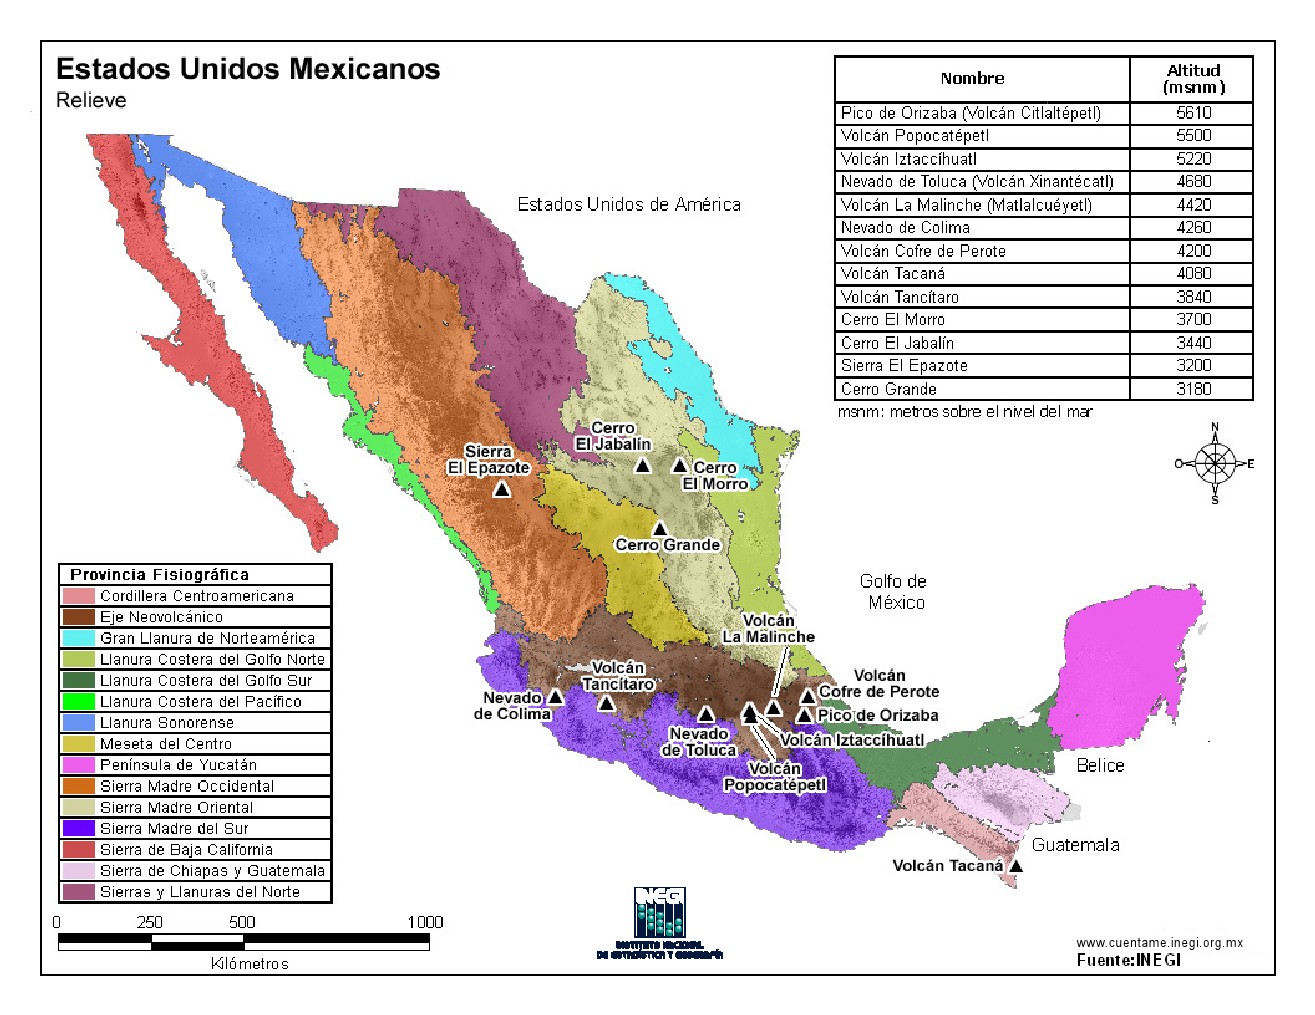 Estados Unidos Mexicanos
Relieve
Nombre
Altitud
(msnm)
Pico de Orizaba (Volcán Citlaltépetl) 5610
Volcán Popocatépetl 5500
Volcán Iztaccíhuatl 5220
Nevado de Toluca (Volcán Xinantécatl) 4680
Volcán La Malinche (Matlalcuéyetl) 4420
Nevado de Colima 4260
Volcán Cofre de Perote 4200
Volcán Tacaná 4080
Volcán Tancítaro 3840
Cerro El Morro 3700
Cerro El Jabalín 3440
Sierra El Epazote 3200
Cerro Grande 3180
msnm: metros sobre el nivel del mar
Estados Unidos de América
N
O
E
S
Cerro
El Jabalín
Sierra
El Epazote
Cerro
El Morro
Cerro Grande
Golfo de
México
Volcán
La Malinche
Volcán
Tancítaro
Volcán
Cofre de Perote
Nevado
de Colima
Pico de Orizaba
Nevado
de Toluca
Volcán Iztaccíhuatl
Volcán
Popocatépetl
Belice
Guatemala
Volcán Tacaná
Provincia Fisiográfica
Cordillera Centroamericana
Eje Neovolcánico
Gran Llanura de Norteamérica
Llanura Costera del Golfo Norte
Llanura Costera del Golfo Sur
Llanura Costera del Pacífico
Llanura Sonorense
Meseta del Centro
Península de Yucatán
Sierra Madre Occidental
Sierra Madre Oriental
Sierra Madre del Sur
Sierra de Baja California
Sierra de Chiapas y Guatemala
Sierras y Llanuras del Norte
0 250 500 1000
Kilómetros
INEGI
INSTITUTO NACIONAL
DE ESTADÍSTICA Y GEOGRAFÍA
www.cuentame.inegi.org.mx
Fuente:INEGI